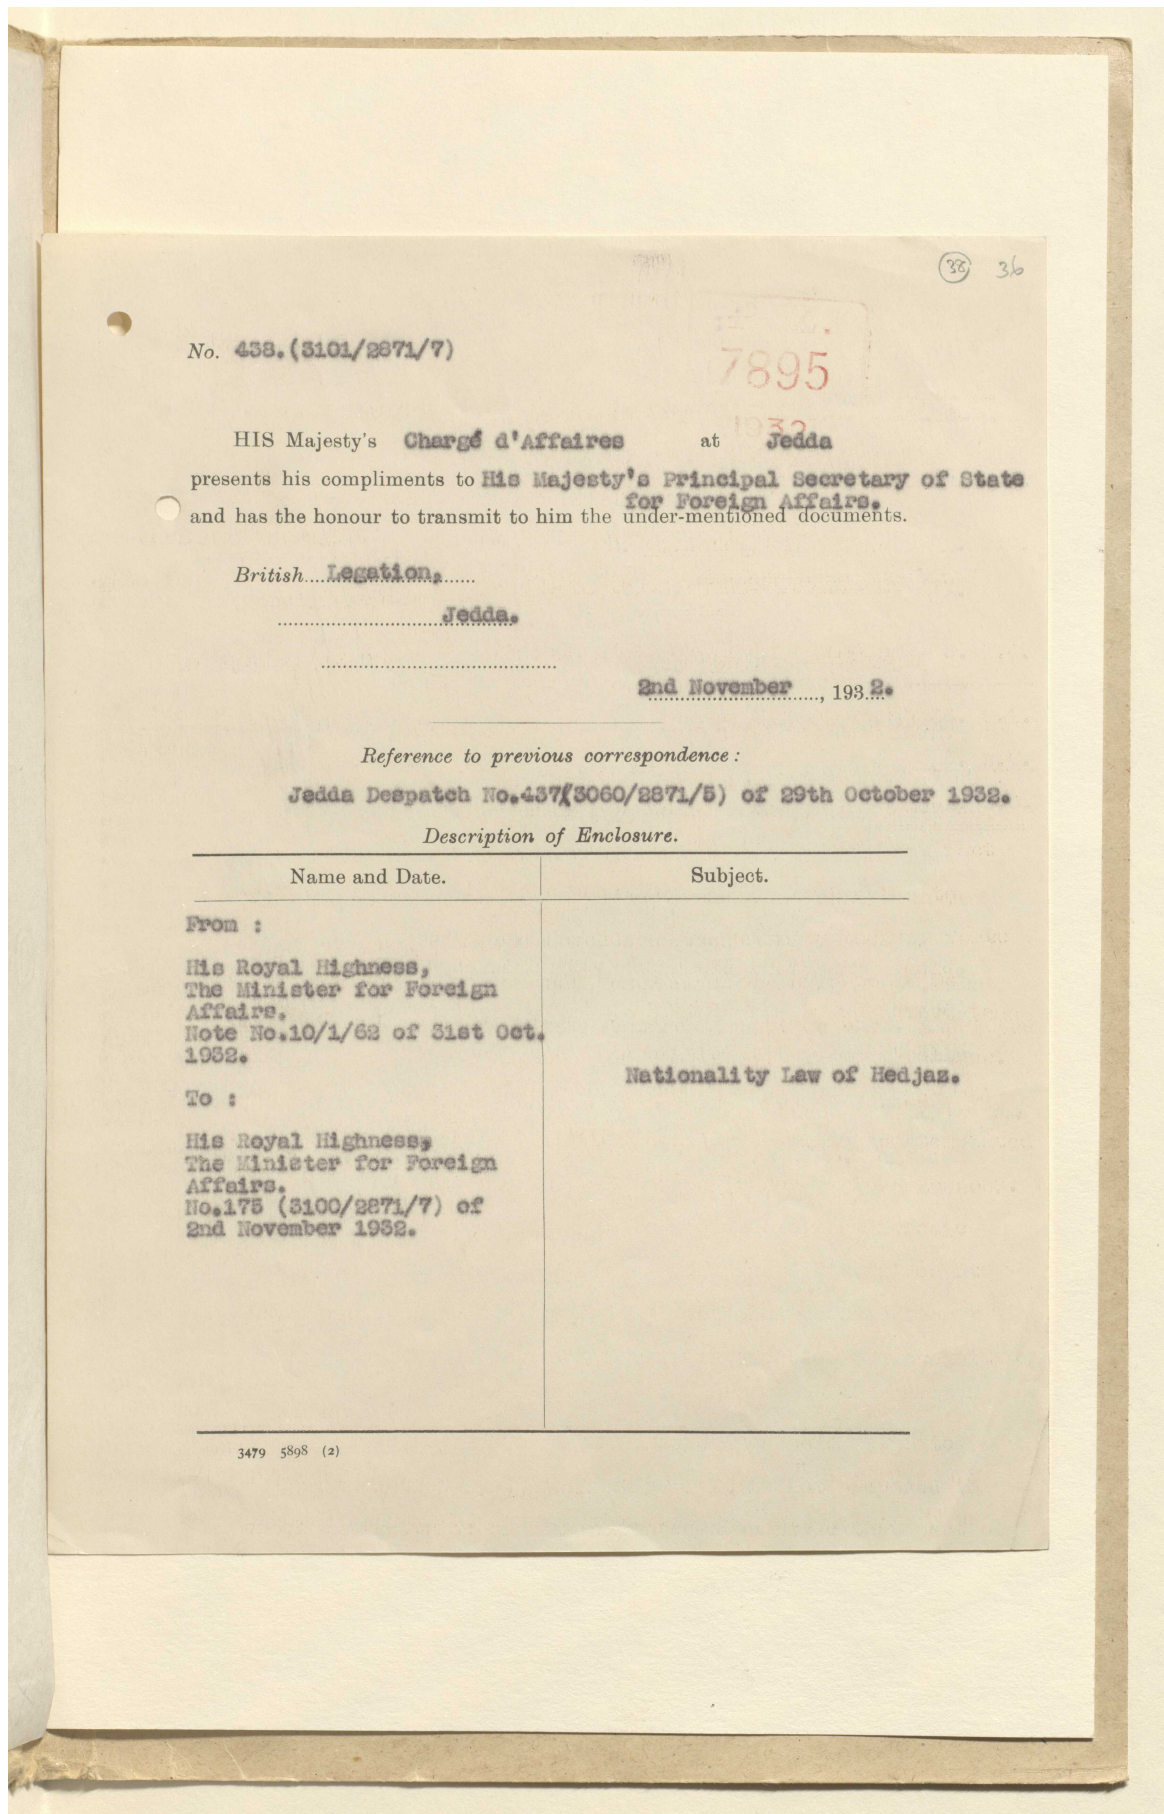 38 36
No. 438.(3101/2871/7)
7895
1932
HIS Majesty's Chargé d'Affaires at Jedda
presents his compliments to His Majesty's Principal Secretary of State
for Foreign Affairs.
and has the honour to transmit to him the under-mentioned documents.
British....Legation,......
Jedda.
2nd November....., 1932.
Reference to previous correspondence :
Jedda Despatch No.437(3060/2871/5) of 29th October 1932.
Description of Enclosure.
Name and Date. Subject.
From :
His Royal Highness,
The Minister for Foreign
Affairs.
Note No.10/1/62 of 31st Oct.
1932.
Nationality Law of Hedjaz.
To :
His Royal Highness,
The Minister for Foreign
Affairs.
No.175 (3100/2871/7) of
2nd November 1932.
3479 5898 (2)